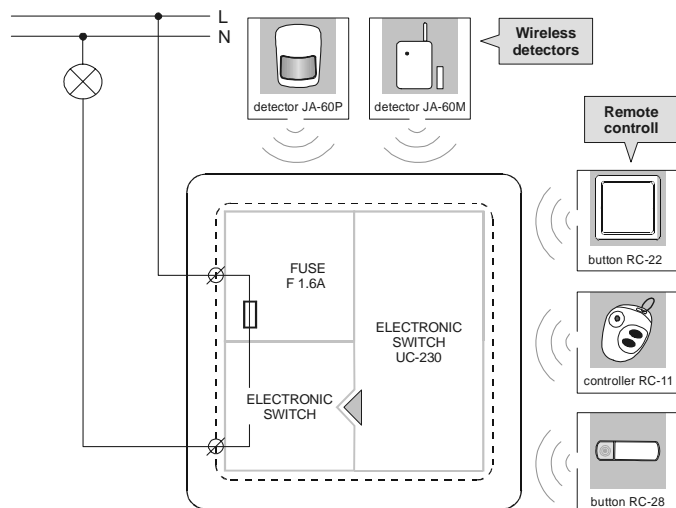 L
N
Wireless
detectors
detector JA-60P
detector JA-60M
Remote
controll
button RC-22
FUSE
F 1.6A
ELECTRONIC
SWITCH
UC-230
controller RC-11
ELECTRONIC
SWITCH
button RC-28